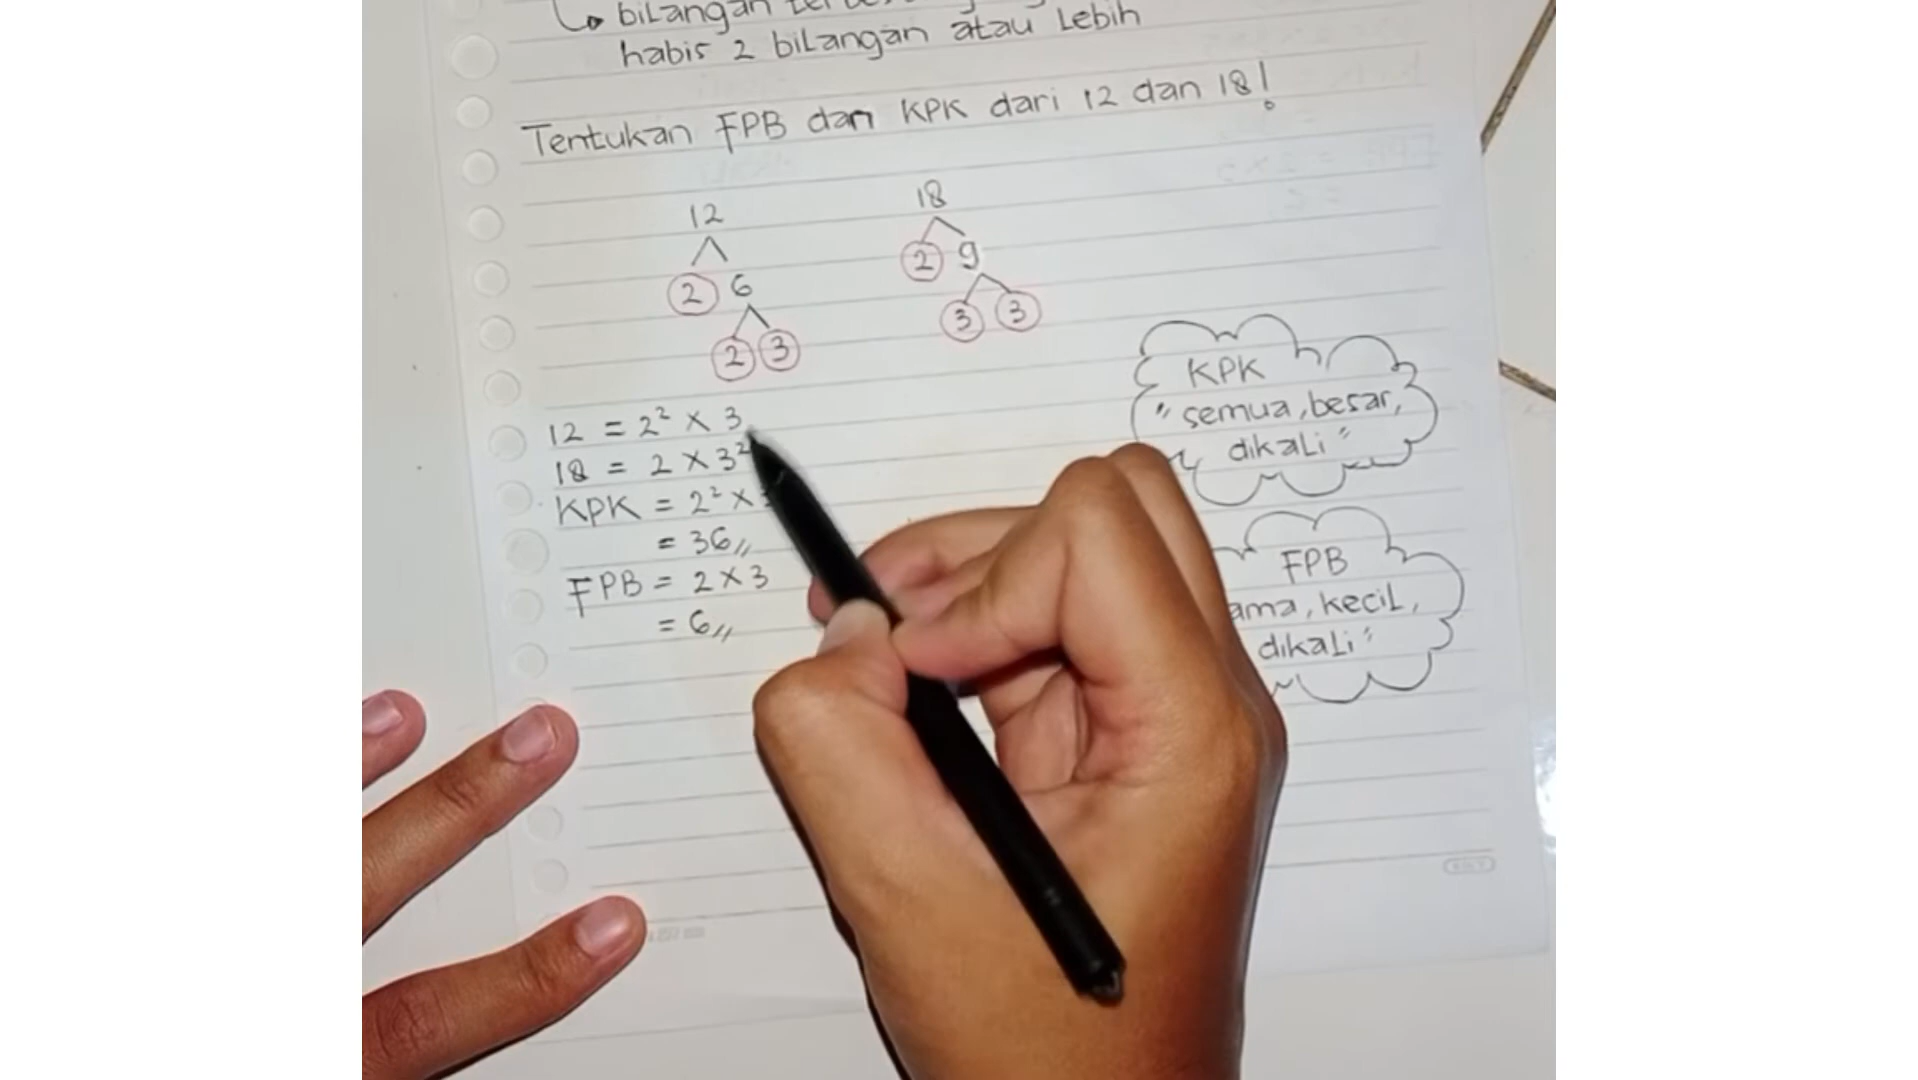 ↳ bilangan
habis 2 bilangan atau Lebih
Tentukan FPB dan KPK dari 12 dan 18!
12
2 6
2 3
18
2 9
3 3
12 = 2² × 3
18 = 2 × 3²
KPK = 2² ×
= 36//
FPB = 2 × 3
= 6//
KPK
"semua, besar,
dikali"
FPB
kecil,
dikali"